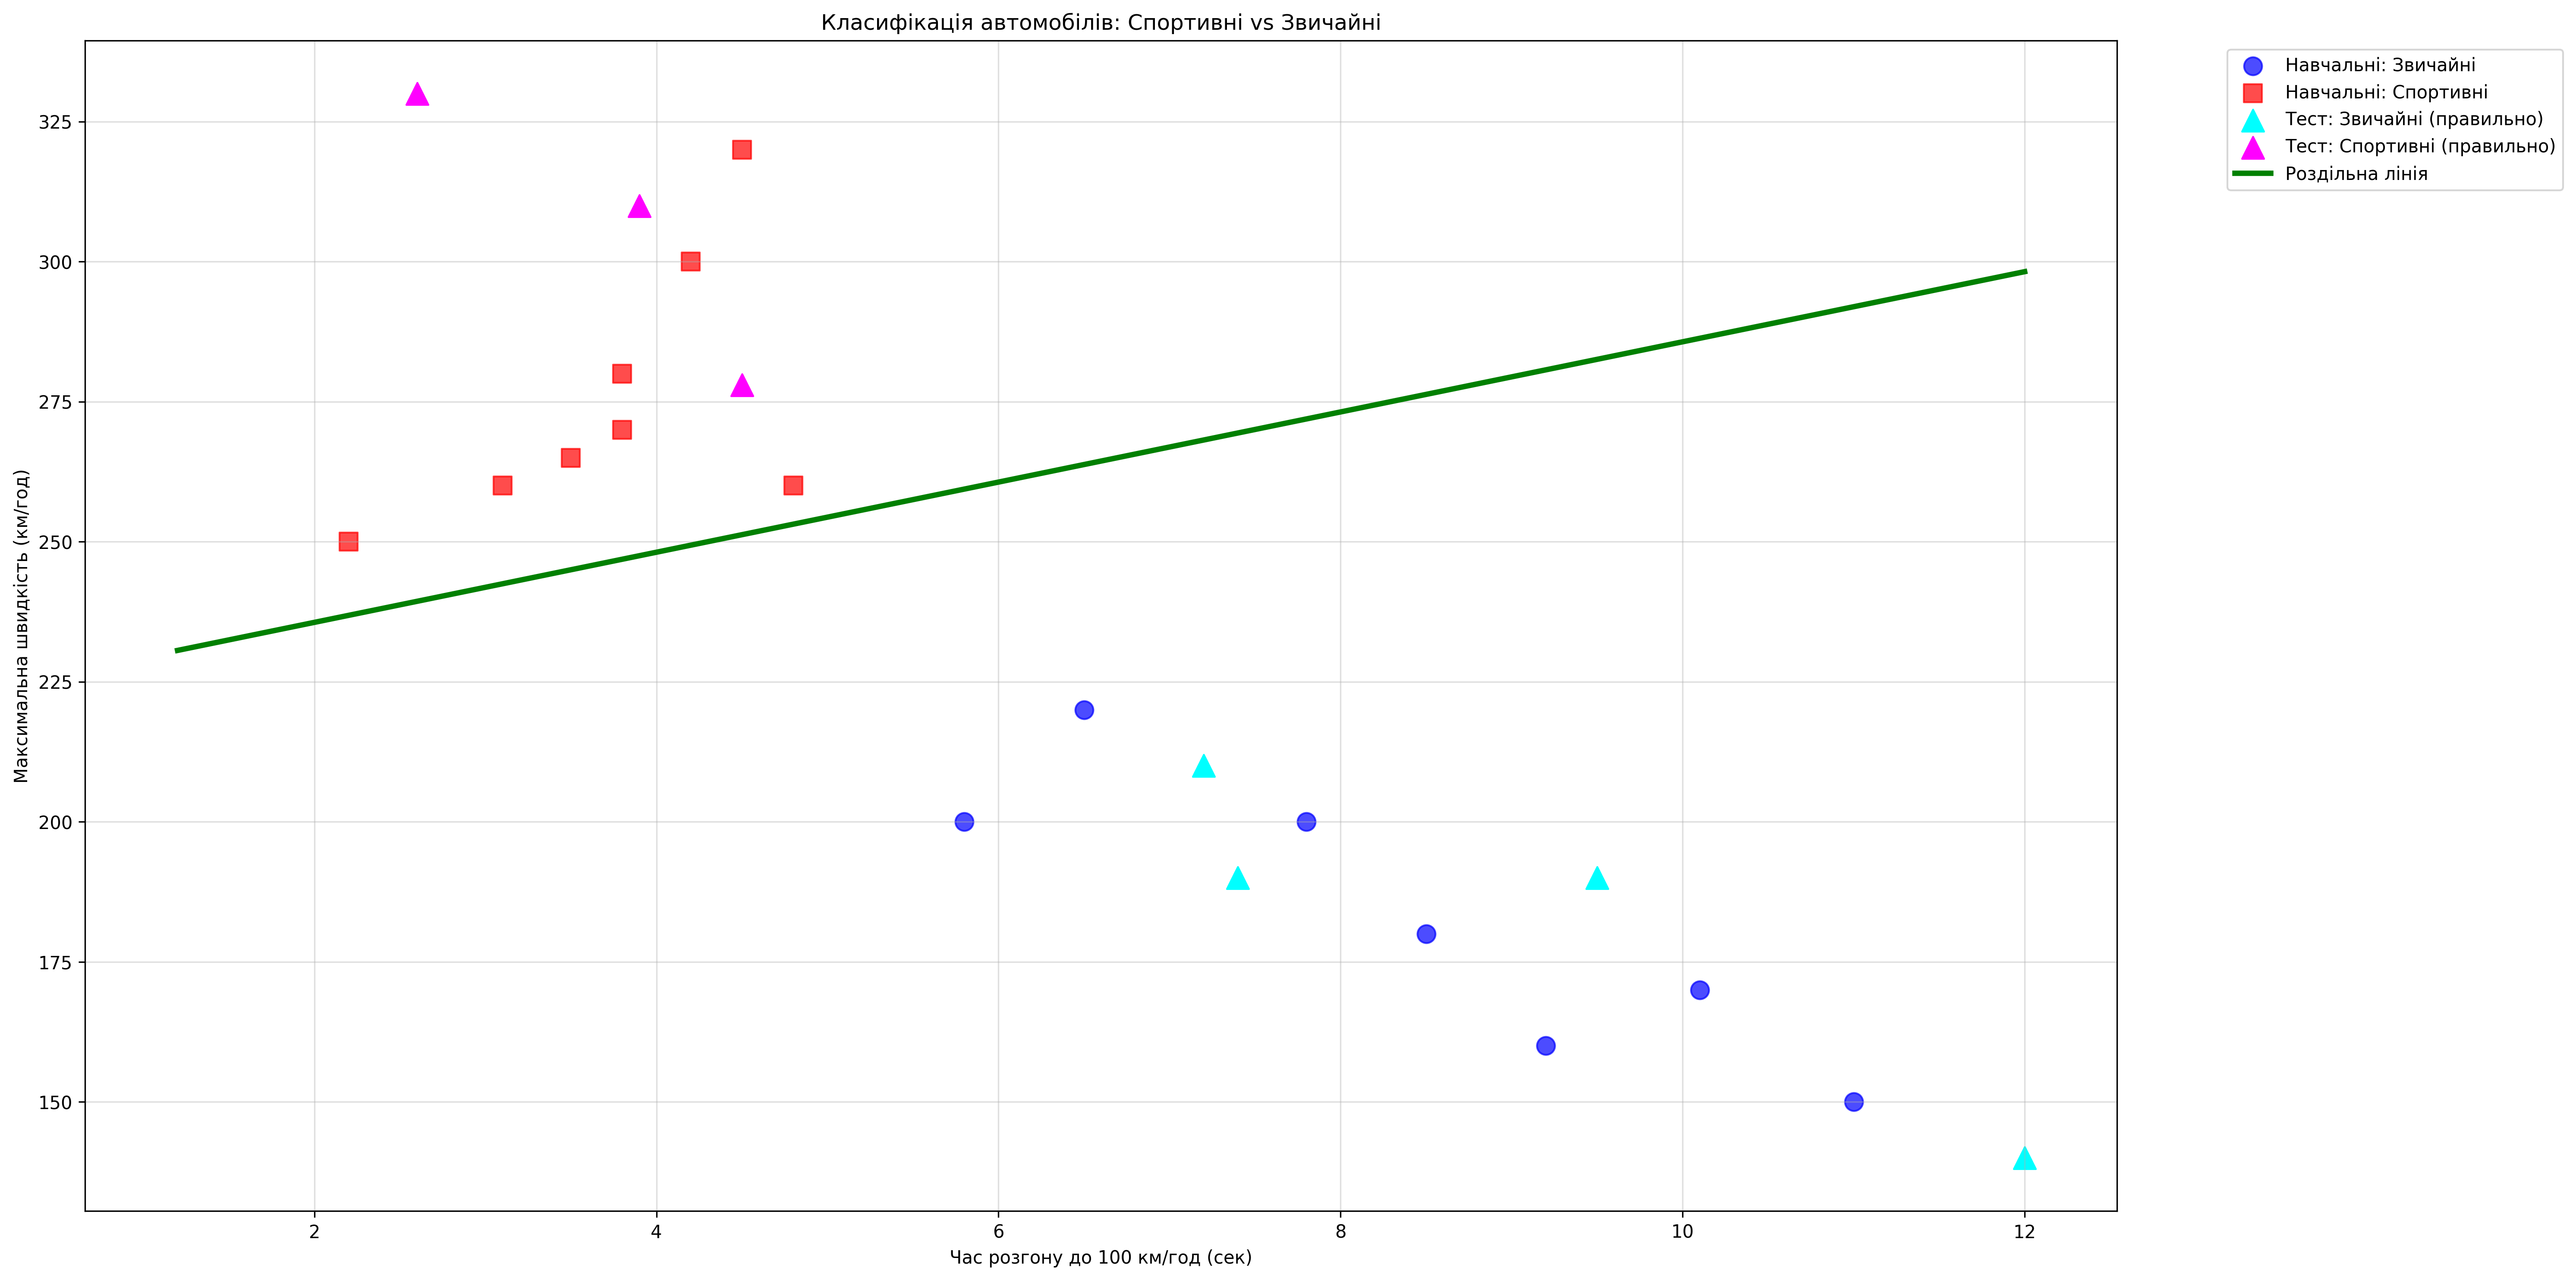 Класифікація автомобілів: Спортивні vs Звичайні
Навчальні: Звичайні
Навчальні: Спортивні
Тест: Звичайні (правильно)
Тест: Спортивні (правильно)
Роздільна лінія
Максимальна швидкість (км/год)
325
300
275
250
225
200
175
150
2 4 6 8 10 12
Час розгону до 100 км/год (сек)